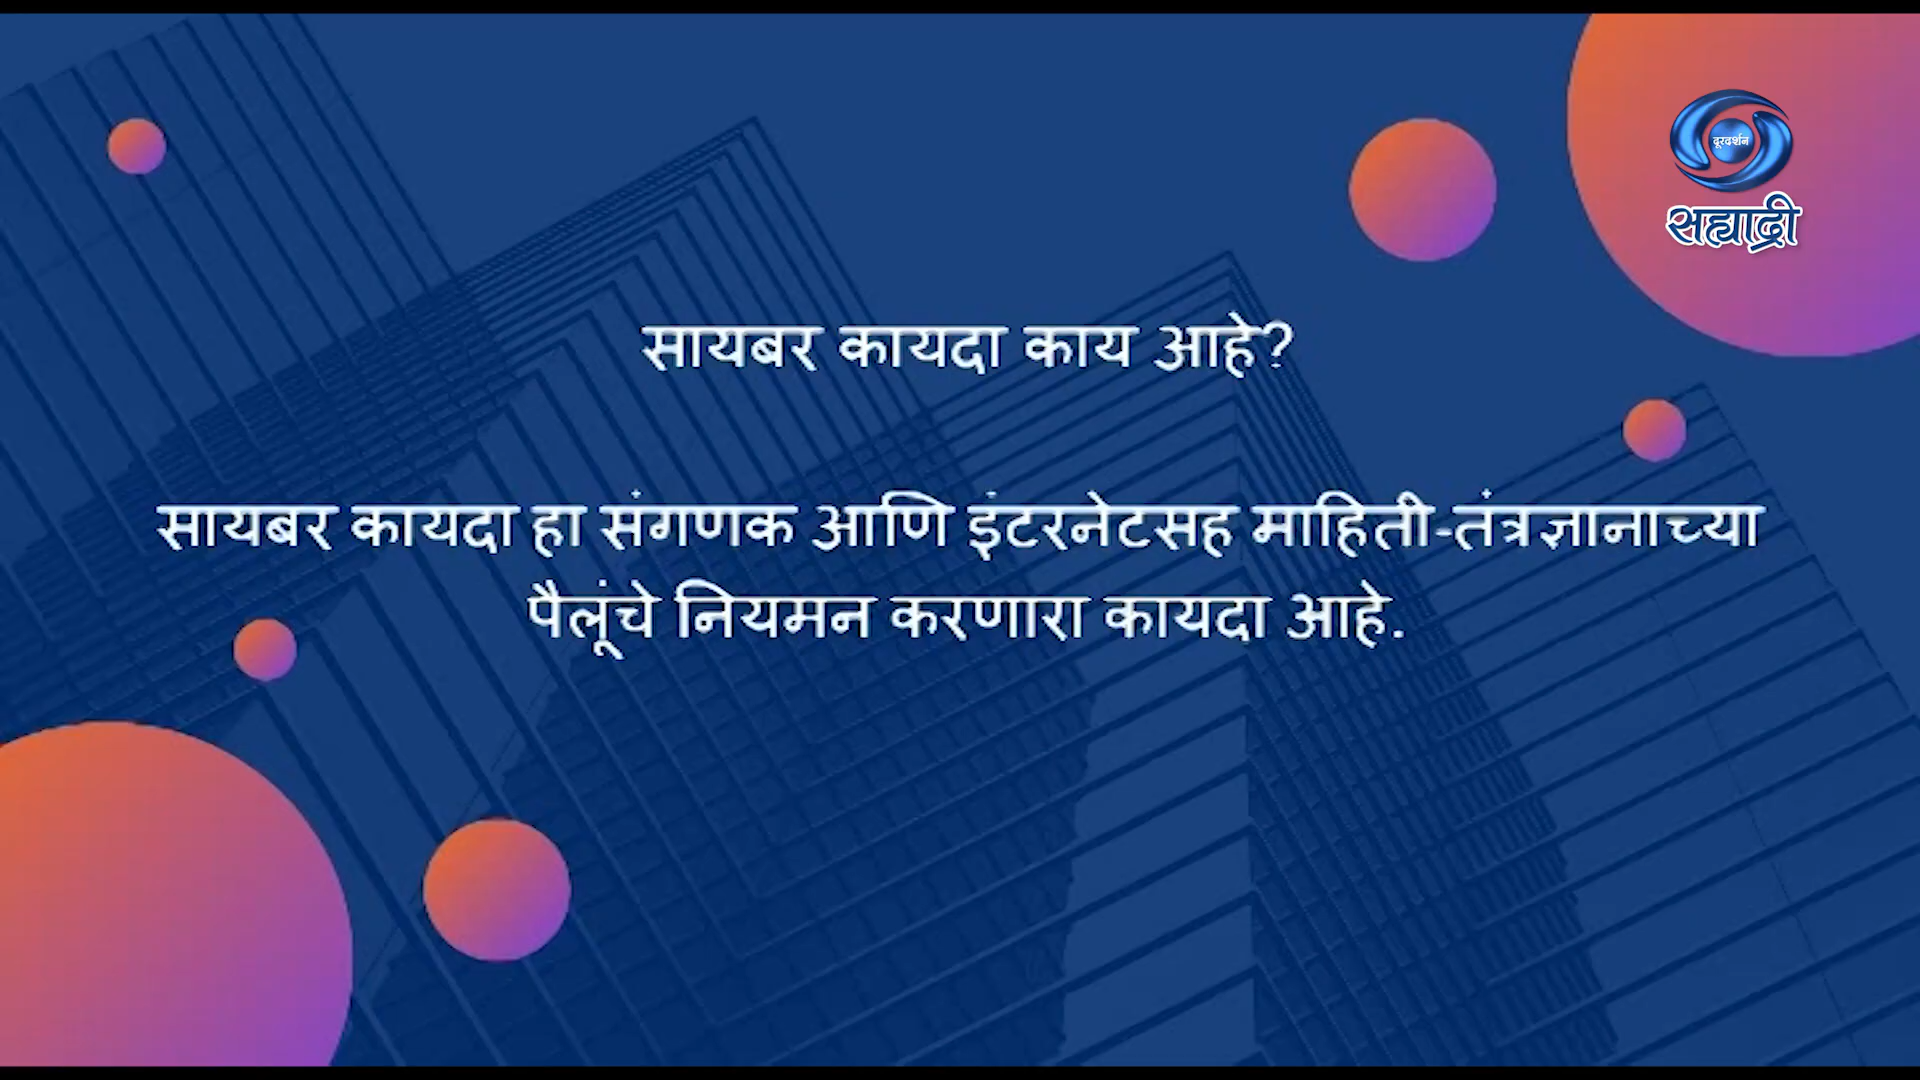 दूरदर्शन
सह्याद्री
सायबर कायदा काय आहे?
सायबर कायदा हा संगणक आणि इंटरनेटसह माहिती-तंत्रज्ञानाच्या
पैलूंचे नियमन करणारा कायदा आहे.